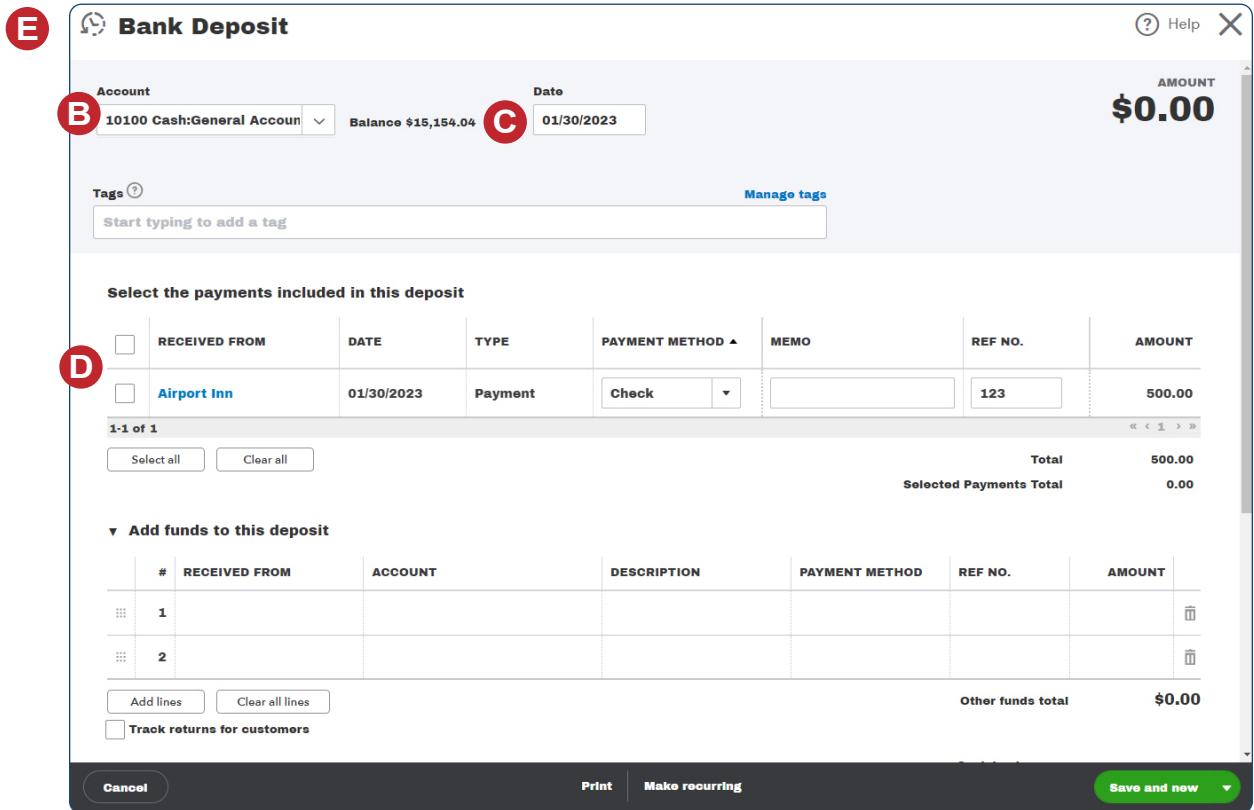 E
Bank Deposit
? Help
Account
Date
AMOUNT
B
10100 Cash:General Accoun
Balance $15,154.04
C
01/30/2023
$0.00
Tags ?
Manage tags
Start typing to add a tag
Select the payments included in this deposit
RECEIVED FROM DATE TYPE PAYMENT METHOD MEMO REF NO. AMOUNT
D
Airport Inn 01/30/2023 Payment Check 123 500.00
1-1 of 1 « ‹ 1 › »
Select all Clear all Total 500.00
Selected Payments Total 0.00
Add funds to this deposit
# RECEIVED FROM ACCOUNT DESCRIPTION PAYMENT METHOD REF NO. AMOUNT
1
2
Add lines Clear all lines Other funds total $0.00
Track returns for customers
Cancel Print Make recurring Save and new